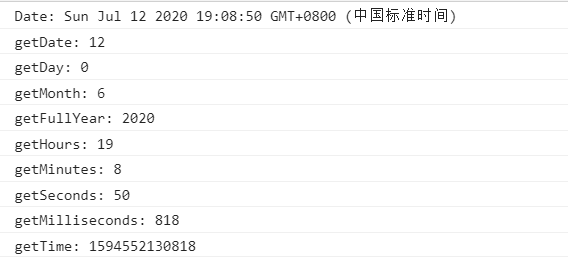 Date: Sun Jul 12 2020 19:08:50 GMT+0800 (中国标准时间)
getDate: 12
getDay: 0
getMonth: 6
getFullYear: 2020
getHours: 19
getMinutes: 8
getSeconds: 50
getMilliseconds: 818
getTime: 1594552130818